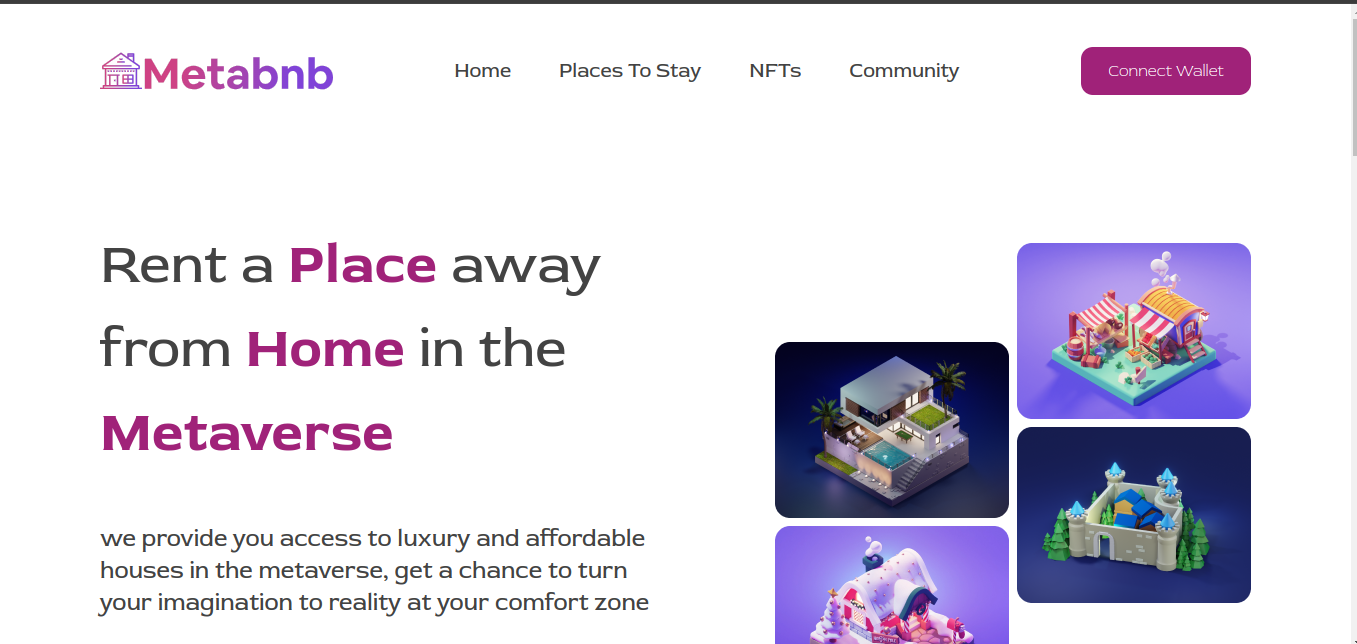 Metabnb
Home
Places To Stay
NFTs
Community
Connect Wallet
Rent a Place away
from Home in the
Metaverse
we provide you access to luxury and affordable
houses in the metaverse, get a chance to turn
your imagination to reality at your comfort zone